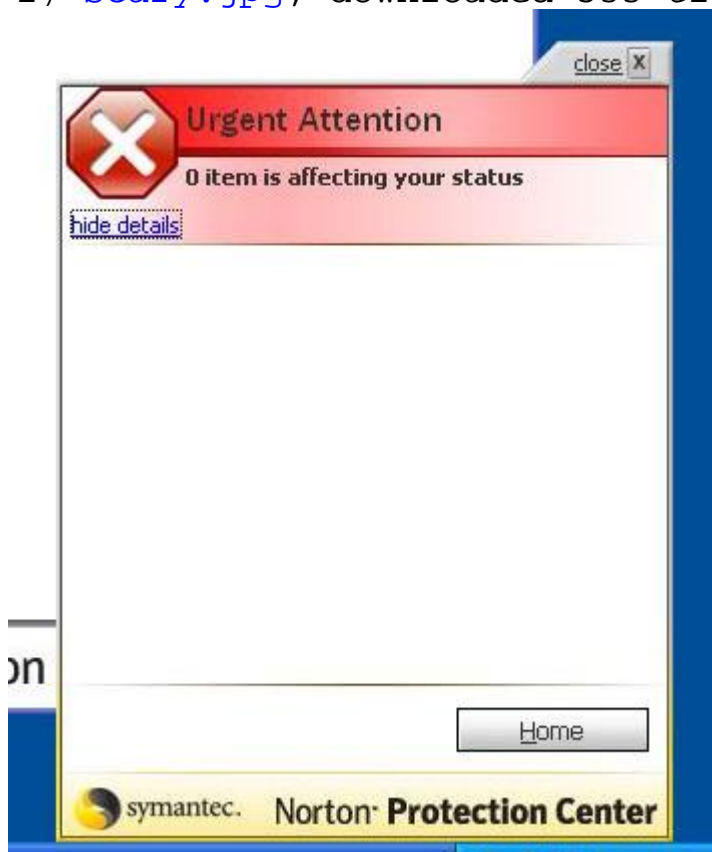 close X
Urgent Attention
0 item is affecting your status
hide details
on
Home
symantec. Norton· Protection Center